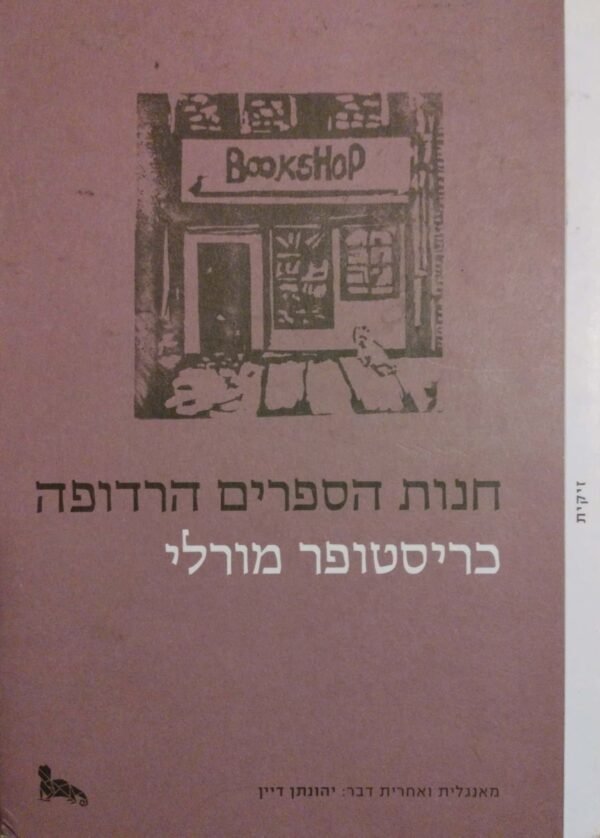 BOOKSHOP
חנות הספרים הרדופה
כריסטופר מורלי
מאנגלית ואחרית דבר: יהונתן דיין
זיקית